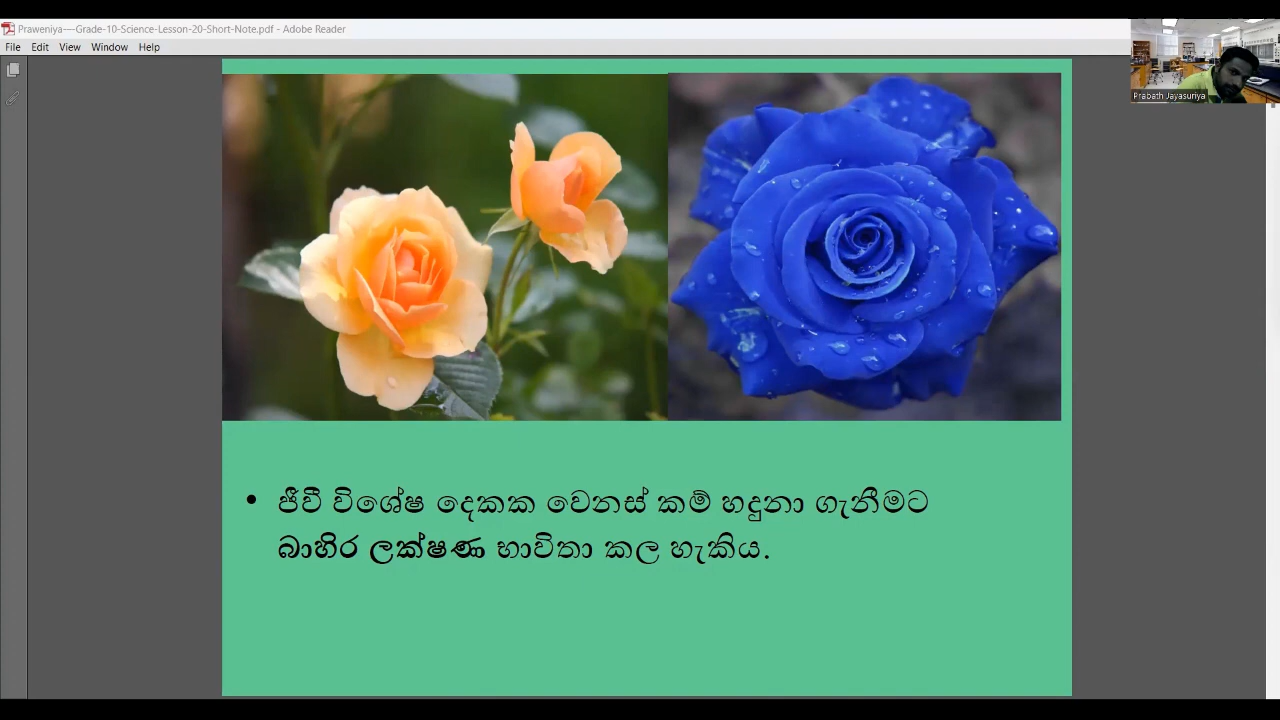 Praweniya----Grade-10-Science-Lesson-20-Short-Note.pdf - Adobe Reader
File Edit View Window Help
Prabath Jayasuriya
• ජීවී විශේෂ දෙකක වෙනස් කම් හදුනා ගැනීමට
බාහිර ලක්ෂණ භාවිතා කල හැකිය.